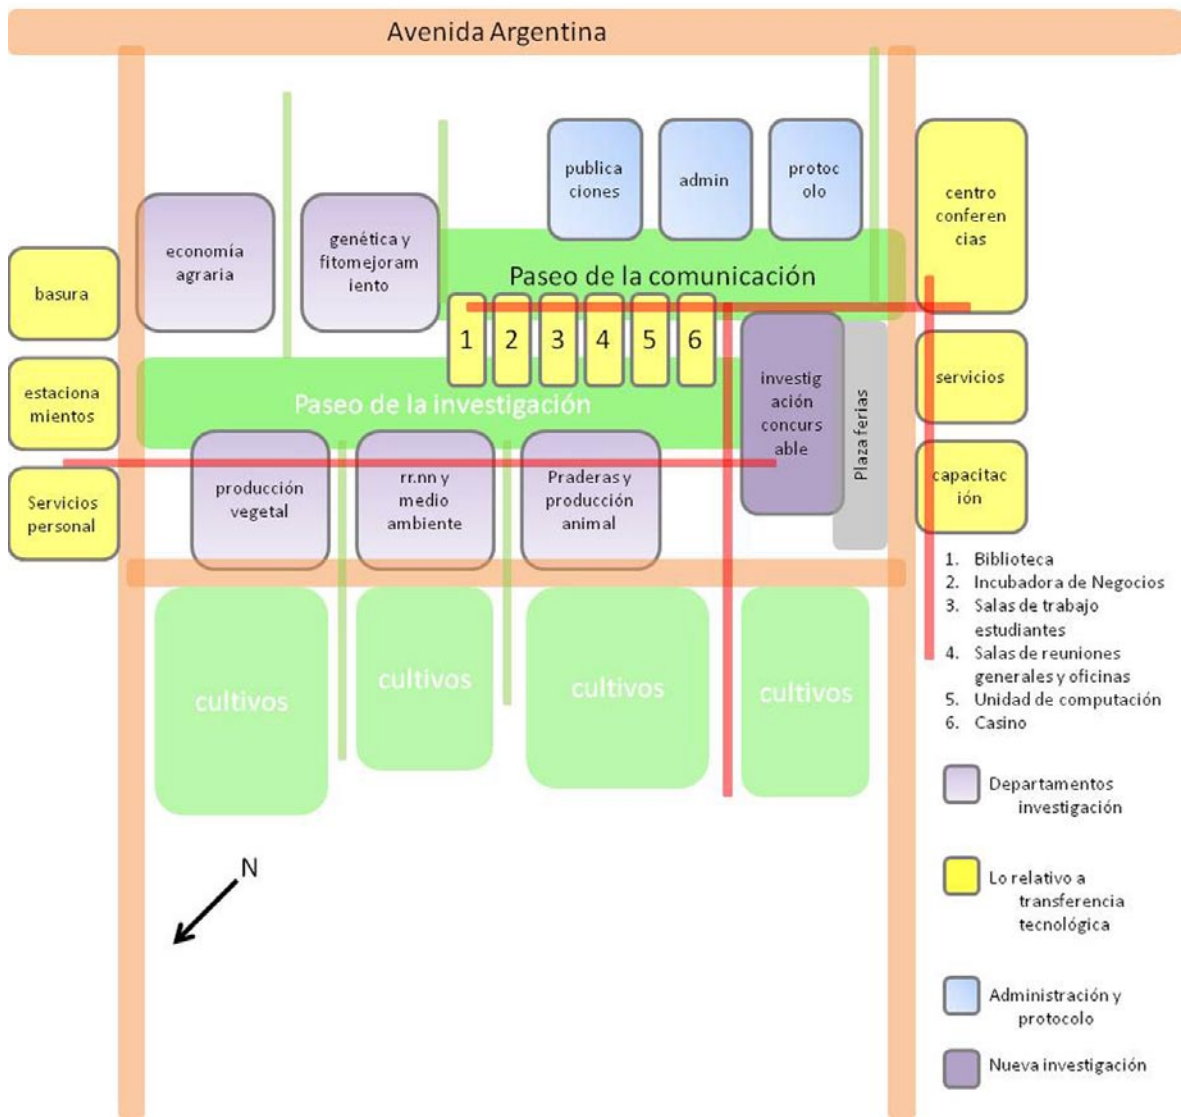 Avenida Argentina
publica
ciones
admin
protoc
olo
centro
conferen
cias
economía
agraria
genética y
fitomejoram
iento
basura
Paseo de la comunicación
1
2
3
4
5
6
estaciona
mientos
Paseo de la investigación
investig
ación
concurs
able
Plaza ferias
servicios
Servicios
personal
producción
vegetal
rr.nn y
medio
ambiente
Praderas y
producción
animal
capacitac
ión
1. Biblioteca
2. Incubadora de Negocios
3. Salas de trabajo
estudiantes
4. Salas de reuniones
generales y oficinas
5. Unidad de computación
6. Casino
cultivos
cultivos
cultivos
cultivos
Departamentos
investigación
N
Lo relativo a
transferencia
tecnológica
Administración y
protocolo
Nueva investigación